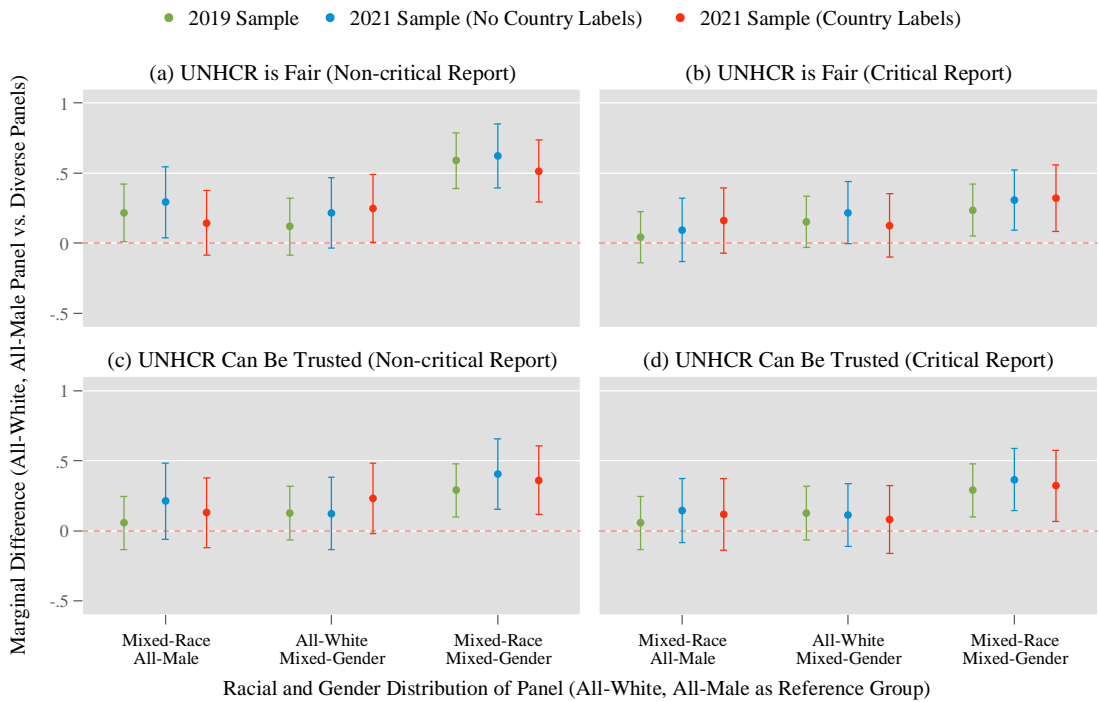 2019 Sample
2021 Sample (No Country Labels)
2021 Sample (Country Labels)
Marginal Difference (All-White, All-Male Panel vs. Diverse Panels)
(a) UNHCR is Fair (Non-critical Report)
(b) UNHCR is Fair (Critical Report)
1
.5
0
-.5
(c) UNHCR Can Be Trusted (Non-critical Report)
(d) UNHCR Can Be Trusted (Critical Report)
1
.5
0
-.5
Mixed-Race
All-Male
All-White
Mixed-Gender
Mixed-Race
Mixed-Gender
Mixed-Race
All-Male
All-White
Mixed-Gender
Mixed-Race
Mixed-Gender
Racial and Gender Distribution of Panel (All-White, All-Male as Reference Group)